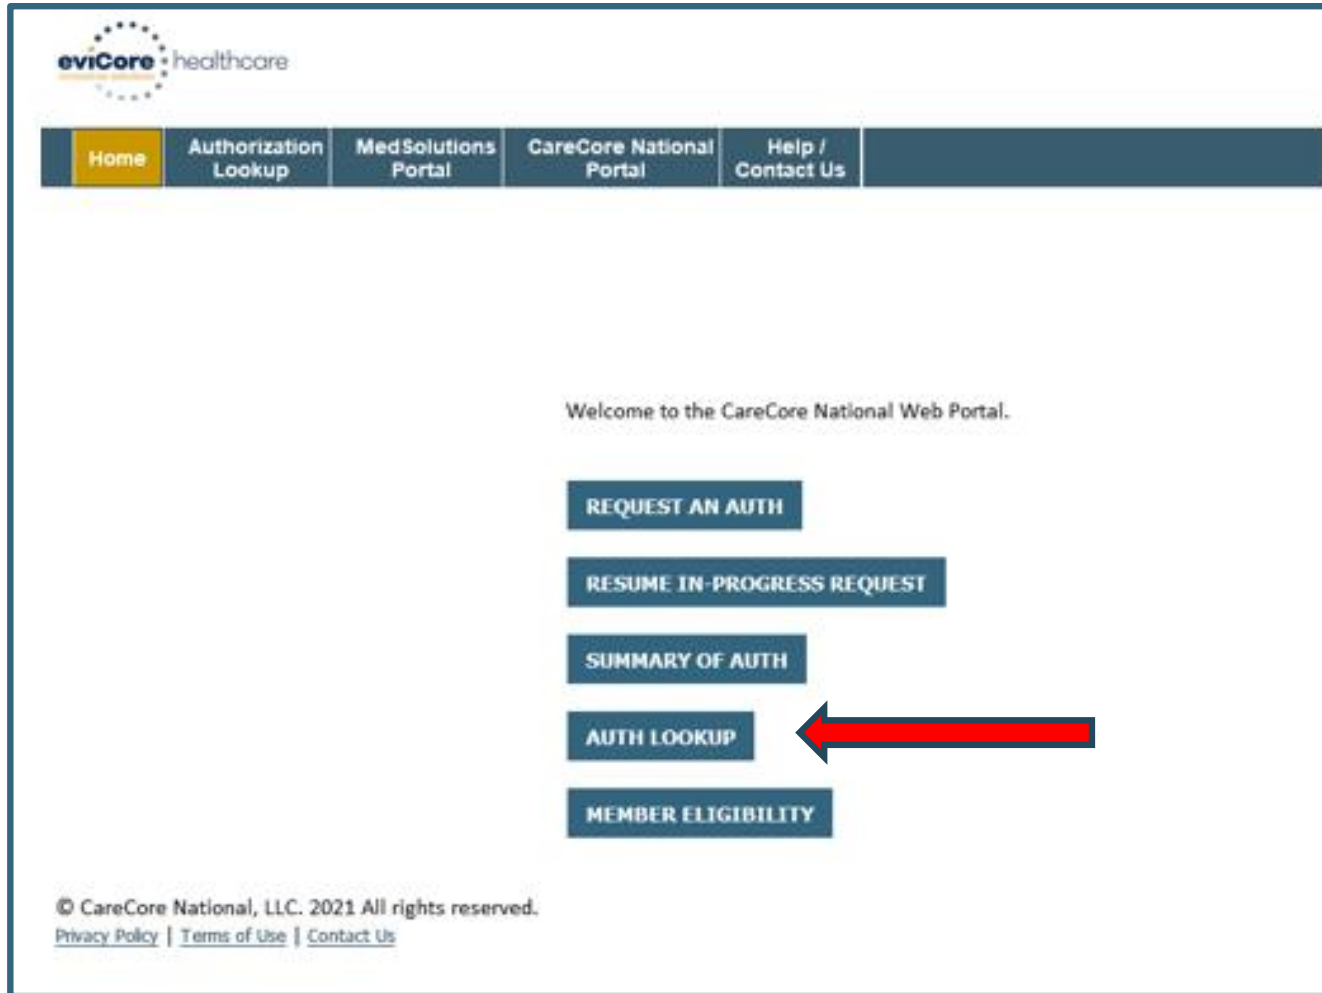 eviCore healthcare
Home
Authorization Lookup
MedSolutions Portal
CareCore National Portal
Help / Contact Us
Welcome to the CareCore National Web Portal.
REQUEST AN AUTH
RESUME IN-PROGRESS REQUEST
SUMMARY OF AUTH
AUTH LOOKUP
MEMBER ELIGIBILITY
© CareCore National, LLC. 2021 All rights reserved.
Privacy Policy | Terms of Use | Contact Us